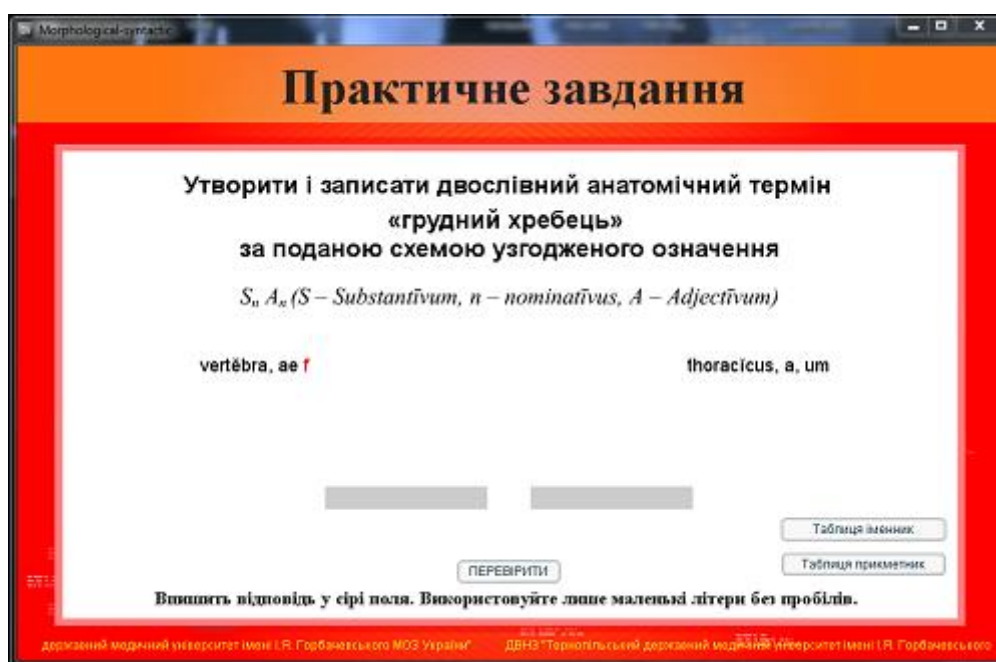 Morphological-syntactic
Практичне завдання
Утворити і записати двослівний анатомічний термін
«грудний хребець»
за поданою схемою узгодженого означення
Sn An (S – Substantīvum, n – nominatīvus, A – Adjectīvum)
vertĕbra, ae f
thoracĭcus, a, um
Таблиця іменник
ПЕРЕВІРИТИ
Таблиця прикметник
Впишить відповідь у сірі поля. Використовуйте лише маленькі літери без пробілів.
державний медичний університет імені І.Я. Горбачевського МОЗ України" ДВНЗ "Тернопільський державний медичний університет імені І.Я. Горбачевського